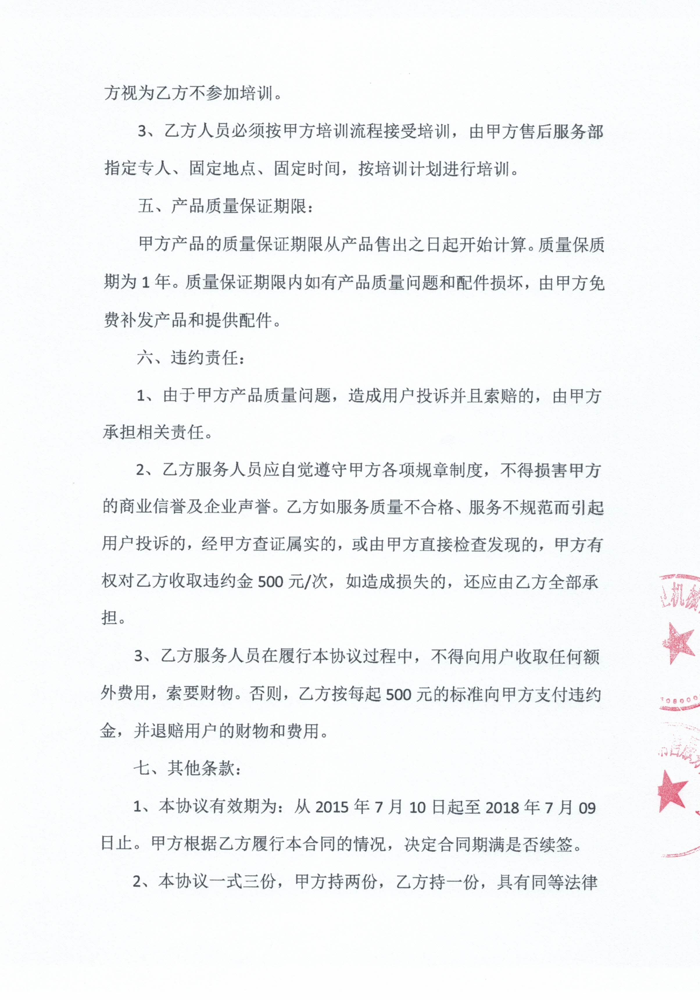 方视为乙方不参加培训。
3、乙方人员必须按甲方培训流程接受培训，由甲方售后服务部
指定专人、固定地点、固定时间，按培训计划进行培训。
五、产品质量保证期限：
甲方产品的质量保证期限从产品售出之日起开始计算。质量保质
期为 1 年。质量保证期限内如有产品质量问题和配件损坏，由甲方免
费补发产品和提供配件。
六、违约责任：
1、由于甲方产品质量问题，造成用户投诉并且索赔的，由甲方
承担相关责任。
2、乙方服务人员应自觉遵守甲方各项规章制度，不得损害甲方
的商业信誉及企业声誉。乙方如服务质量不合格、服务不规范而引起
用户投诉的，经甲方查证属实的，或由甲方直接检查发现的，甲方有
权对乙方收取违约金 500 元/次，如造成损失的，还应由乙方全部承
担。
3、乙方服务人员在履行本协议过程中，不得向用户收取任何额
外费用，索要财物。否则，乙方按每起 500 元的标准向甲方支付违约
金，并退赔用户的财物和费用。
七、其他条款：
1、本协议有效期为：从 2015 年 7 月 10 日起至 2018 年 7 月 09
日止。甲方根据乙方履行本合同的情况，决定合同期满是否续签。
2、本协议一式三份，甲方持两份，乙方持一份，具有同等法律
机械
08000